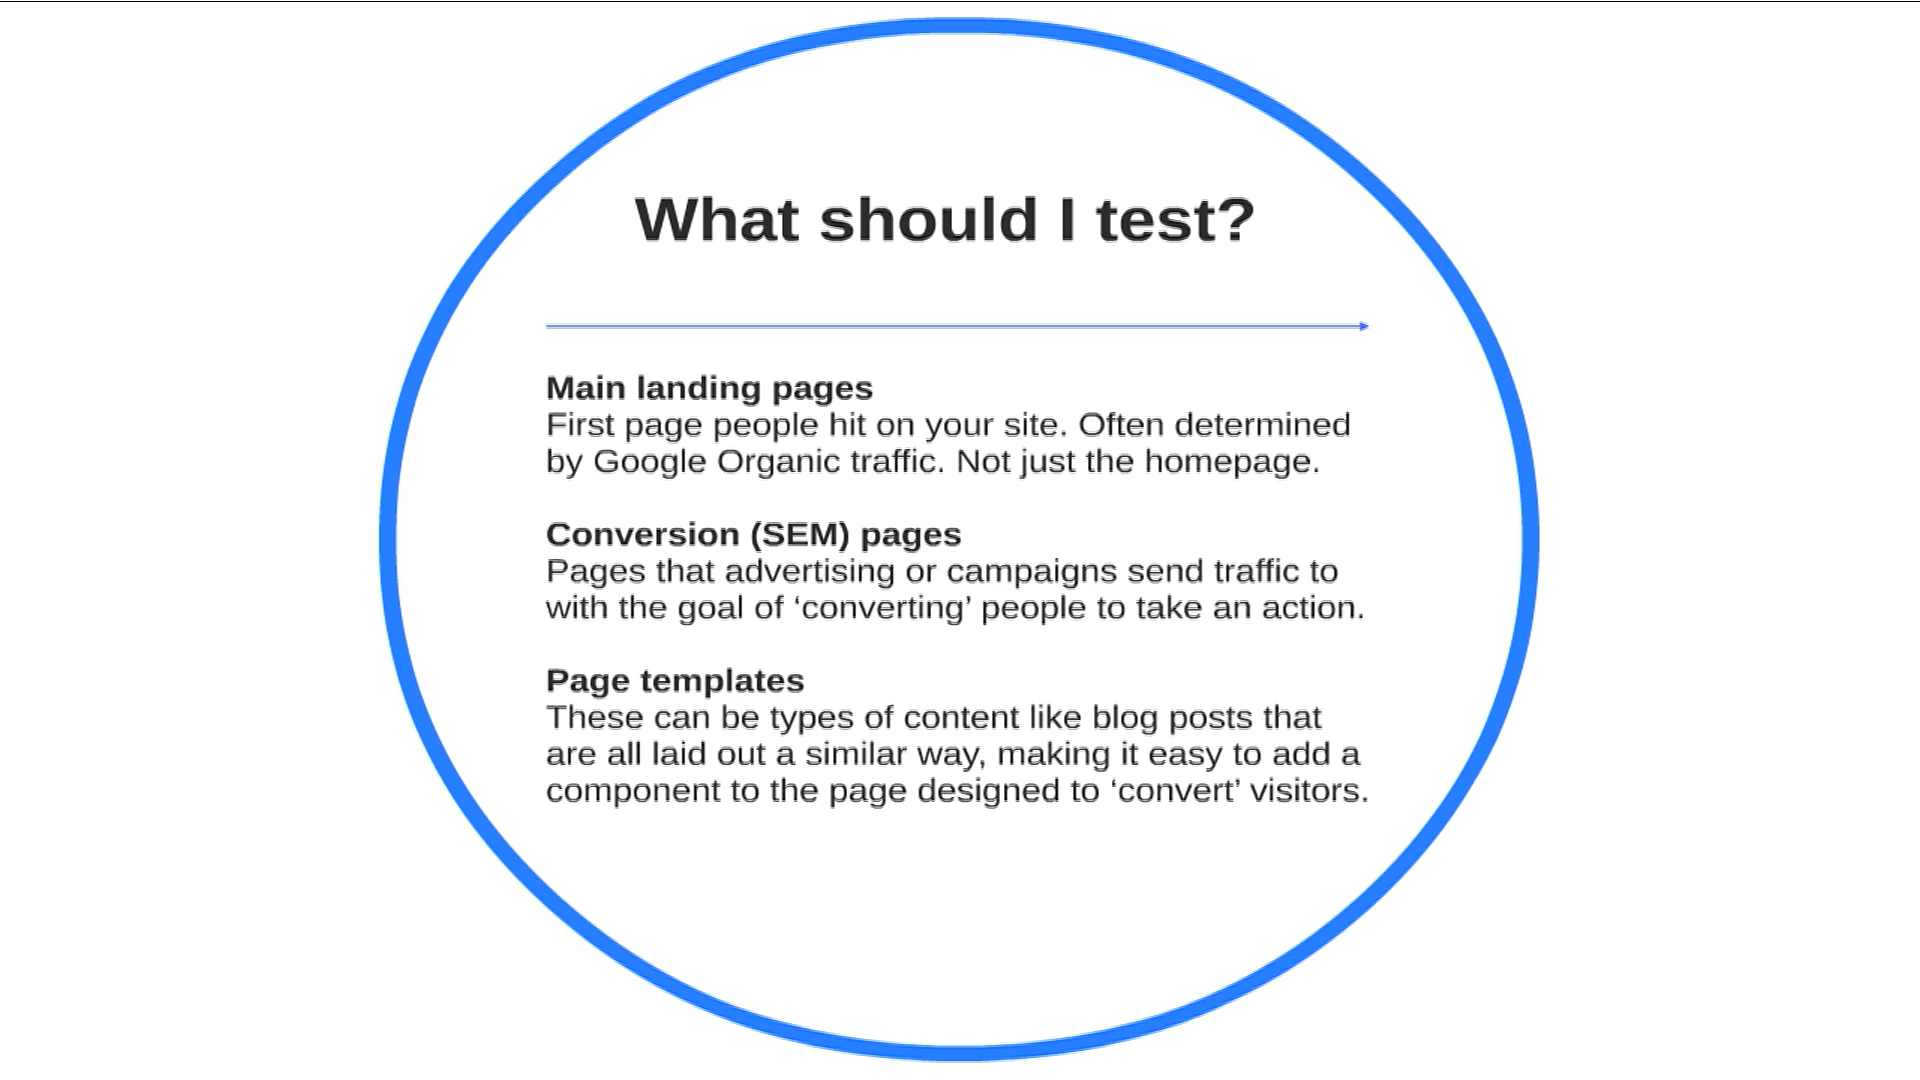 What should I test?
Main landing pages
First page people hit on your site. Often determined
by Google Organic traffic. Not just the homepage.
Conversion (SEM) pages
Pages that advertising or campaigns send traffic to
with the goal of ‘converting’ people to take an action.
Page templates
These can be types of content like blog posts that
are all laid out a similar way, making it easy to add a
component to the page designed to ‘convert’ visitors.